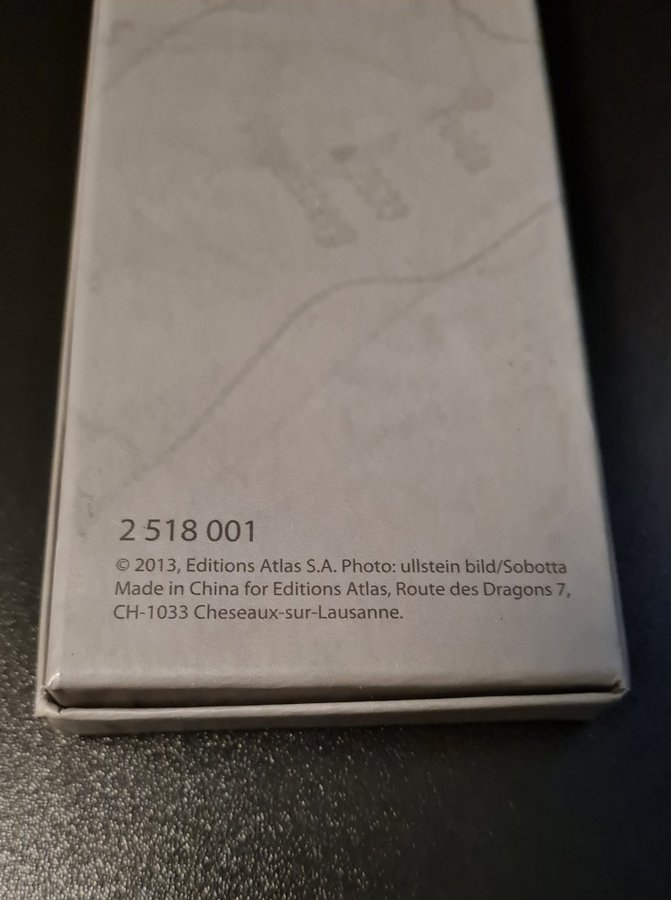 2 518 001
© 2013, Editions Atlas S.A. Photo: ullstein bild/Sobotta
Made in China for Editions Atlas, Route des Dragons 7,
CH-1033 Cheseaux-sur-Lausanne.